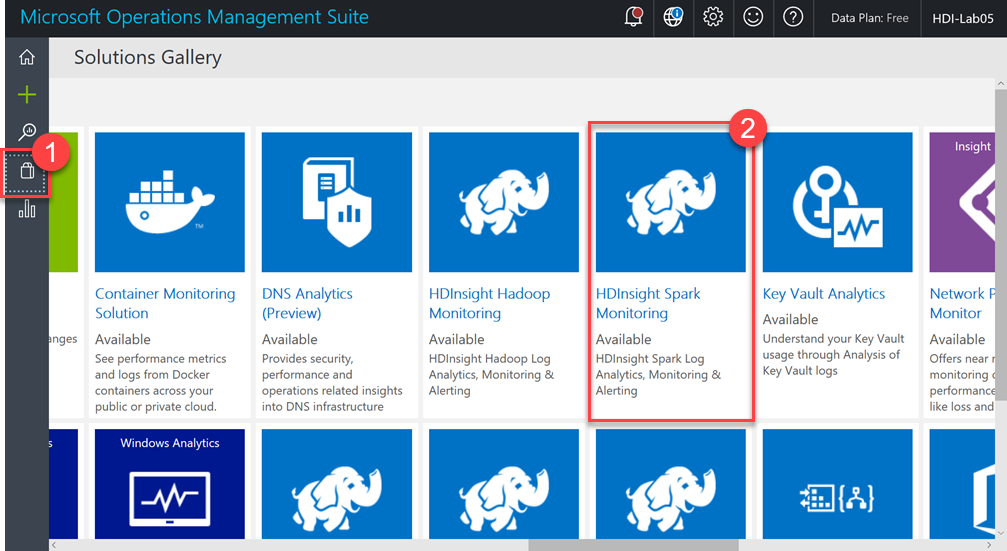 Microsoft Operations Management Suite
Data Plan: Free
HDI-Lab05
Solutions Gallery
1
2
anges
Container Monitoring
Solution
Available
See performance metrics
and logs from Docker
containers across your
public or private cloud.
TM
DNS Analytics
(Preview)
Available
Provides security,
performance and
operations related insights
into DNS infrastructure
HDInsight Hadoop
Monitoring
Available
HDInsight Hadoop Log
Analytics, Monitoring &
Alerting
HDInsight Spark
Monitoring
Available
HDInsight Spark Log
Analytics, Monitoring &
Alerting
Key Vault Analytics
Available
Understand your Key Vault
usage through Analysis of
Key Vault logs
Insight
Network P
Monitor
Available
Offers near r
monitoring o
performance
like loss and
s
Windows Analytics